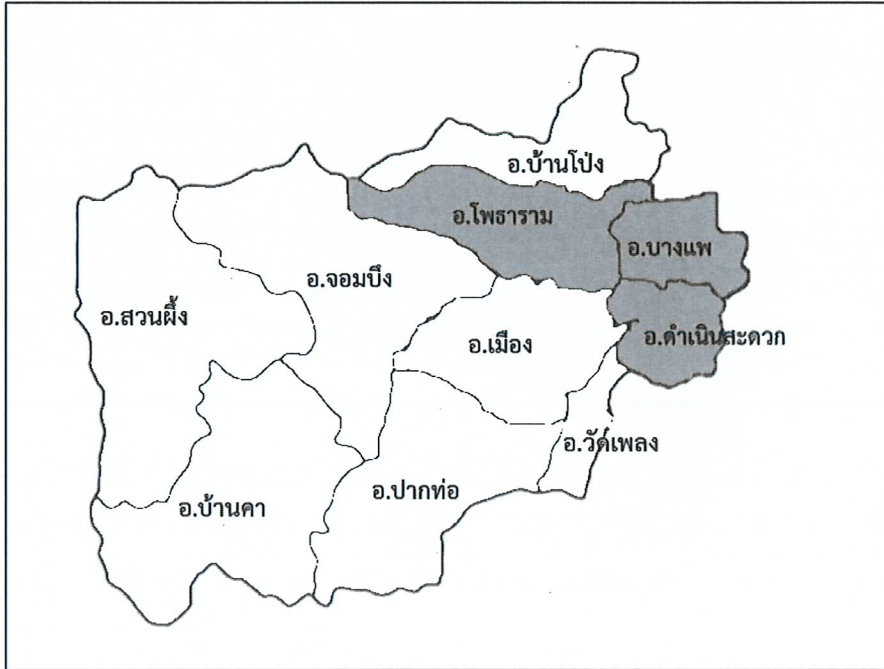 อ.บ้านโป่ง
อ.โพธาราม
อ.บางแพ
อ.จอมบึง
อ.สวนผึ้ง
อ.เมือง
อ.ดำเนินสะดวก
อ.วัดเพลง
อ.ปากท่อ
อ.บ้านคา